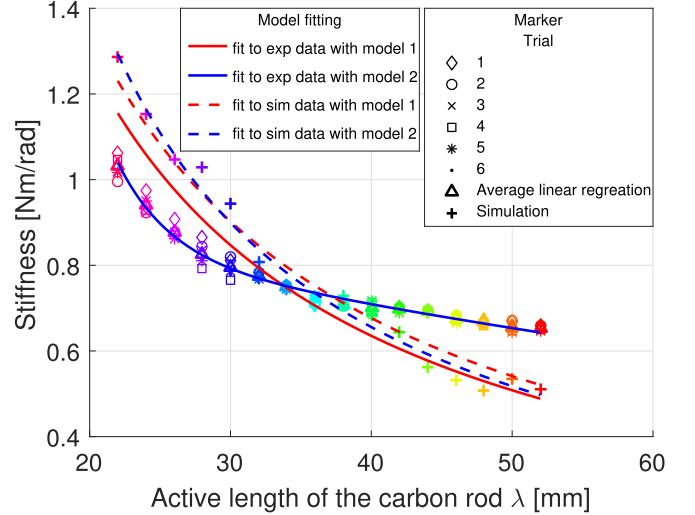 Model fitting
fit to exp data with model 1
fit to exp data with model 2
fit to sim data with model 1
fit to sim data with model 2
Marker
Trial
1
2
3
4
5
6
Average linear regreation
Simulation
1.4
1.2
1
0.8
0.6
0.4
Stiffness [Nm/rad]
20
30
40
50
60
Active length of the carbon rod λ [mm]